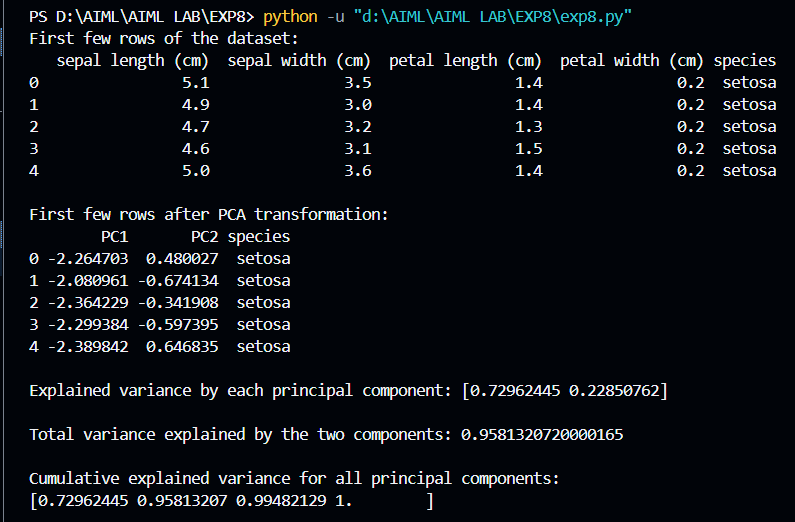 PS D:\AIML\AIML LAB\EXP8> python -u "d:\AIML\AIML LAB\EXP8\exp8.py"
First few rows of the dataset:
   sepal length (cm)  sepal width (cm)  petal length (cm)  petal width (cm) species
0                5.1               3.5                1.4               0.2  setosa
1                4.9               3.0                1.4               0.2  setosa
2                4.7               3.2                1.3               0.2  setosa
3                4.6               3.1                1.5               0.2  setosa
4                5.0               3.6                1.4               0.2  setosa

First few rows after PCA transformation:
        PC1       PC2 species
0 -2.264703  0.480027  setosa
1 -2.080961 -0.674134  setosa
2 -2.364229 -0.341908  setosa
3 -2.299384 -0.597395  setosa
4 -2.389842  0.646835  setosa

Explained variance by each principal component: [0.72962445 0.22850762]

Total variance explained by the two components: 0.9581320720000165

Cumulative explained variance for all principal components:
[0.72962445 0.95813207 0.99482129 1.        ]